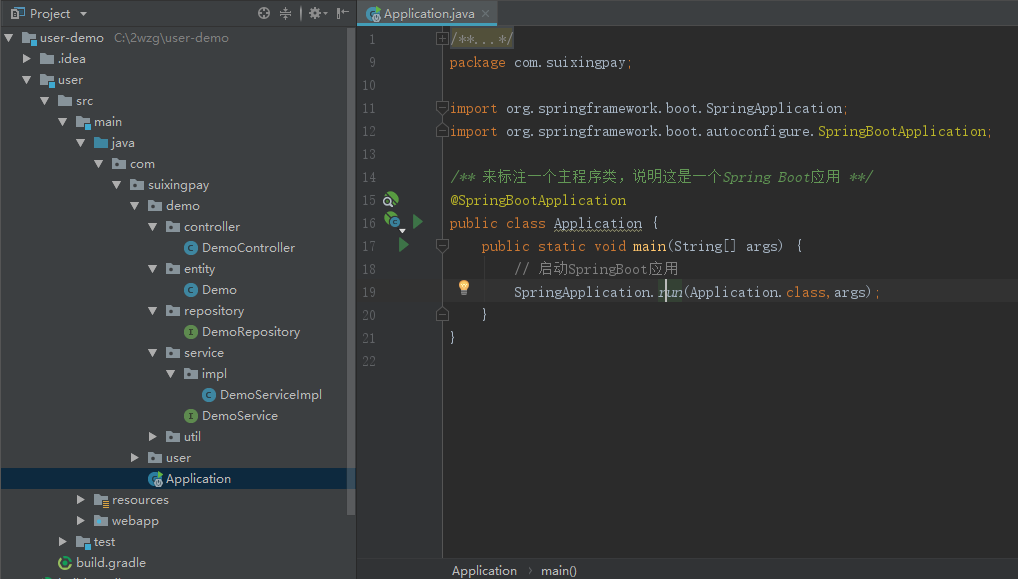 Project
user-demo C:\2wzg\user-demo
.idea
user
src
main
java
com
suixingpay
demo
controller
DemoController
entity
Demo
repository
DemoRepository
service
impl
DemoServiceImpl
DemoService
util
user
Application
resources
webapp
test
build.gradle
Application.java
1 /**...*/
9 package com.suixingpay;
10
11 import org.springframework.boot.SpringApplication;
12 import org.springframework.boot.autoconfigure.SpringBootApplication;
13
14 /** 来标注一个主程序类，说明这是一个Spring Boot应用 **/
15 @SpringBootApplication
16 public class Application {
17 public static void main(String[] args) {
18 // 启动SpringBoot应用
19 SpringApplication.run(Application.class,args);
20 }
21 }
22
Application › main()